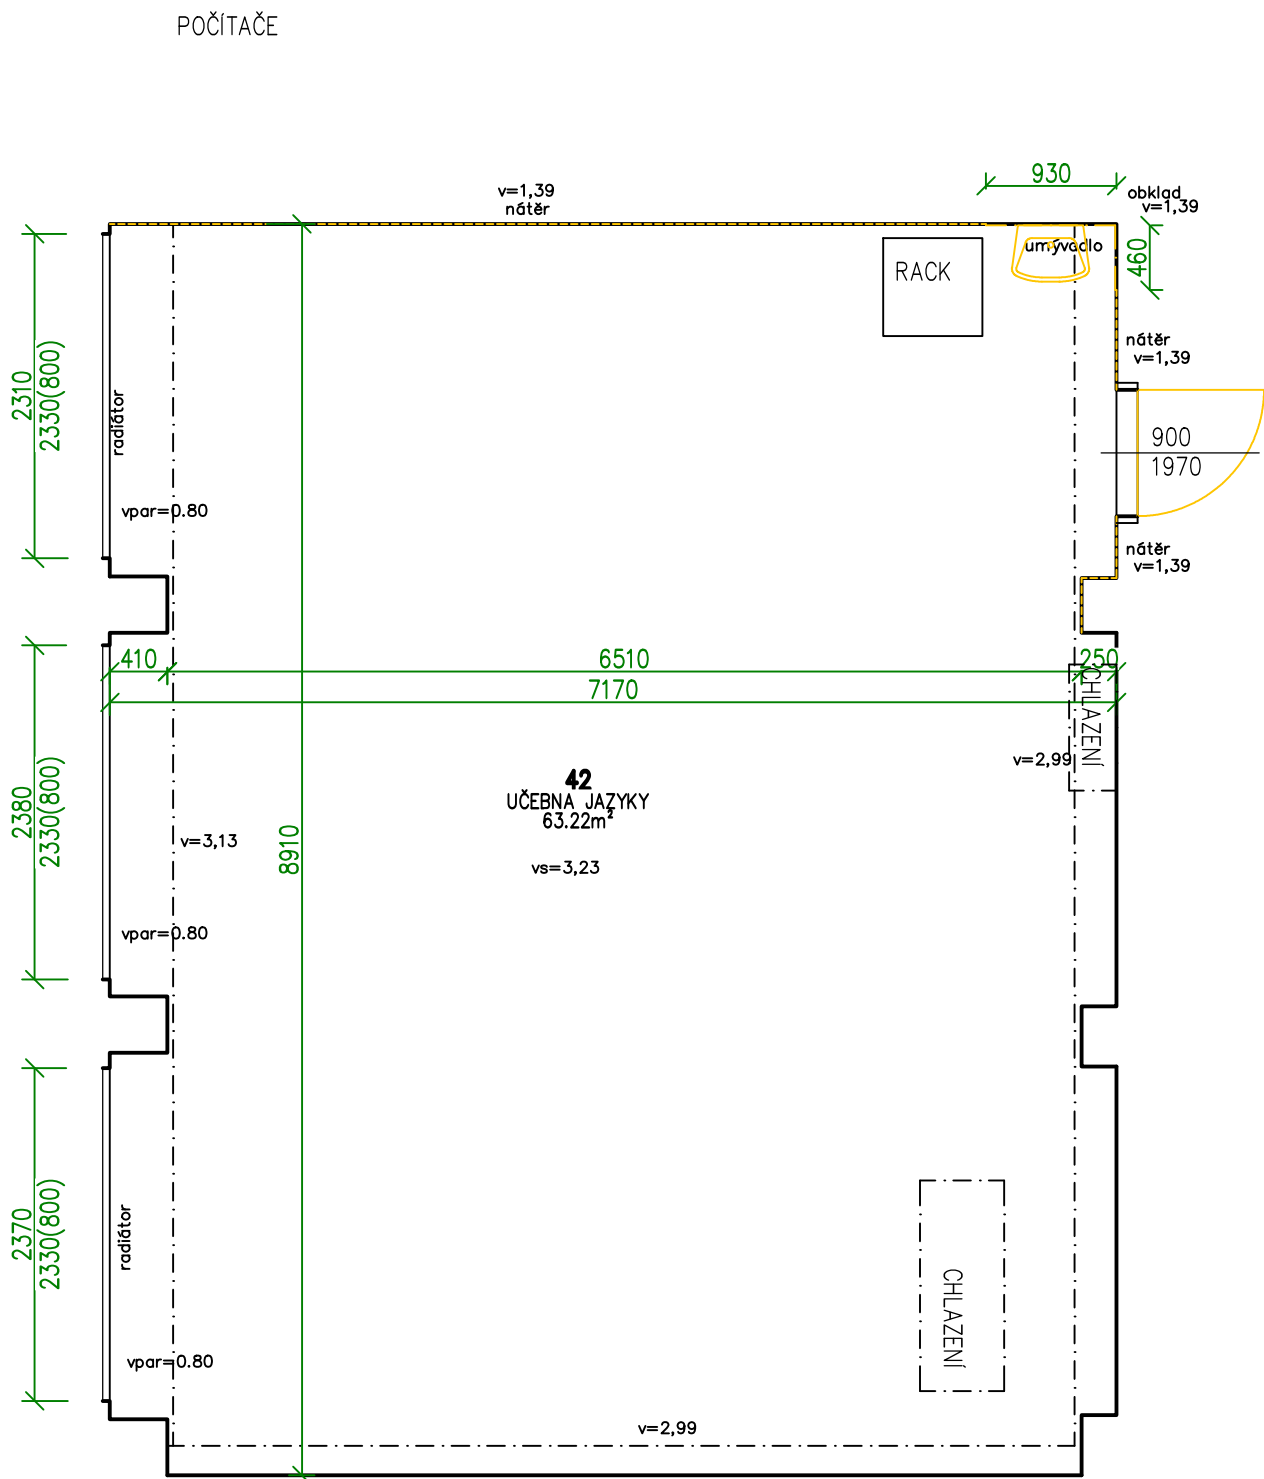 POČÍTAČE
930
v=1,39
nátěr
obklad
v=1,39
umývadlo
460
RACK
nátěr
v=1,39
2310
2330(800)
radiátor
900
1970
vpar=0.80
nátěr
v=1,39
410
6510
250
7170
CHLAZENÍ
v=2,99
42
UČEBNA JAZYKY
63.22m²
2380
2330(800)
v=3,13
8910
vs=3,23
vpar=0.80
2370
2330(800)
radiátor
CHLAZENÍ
vpar=0.80
v=2,99